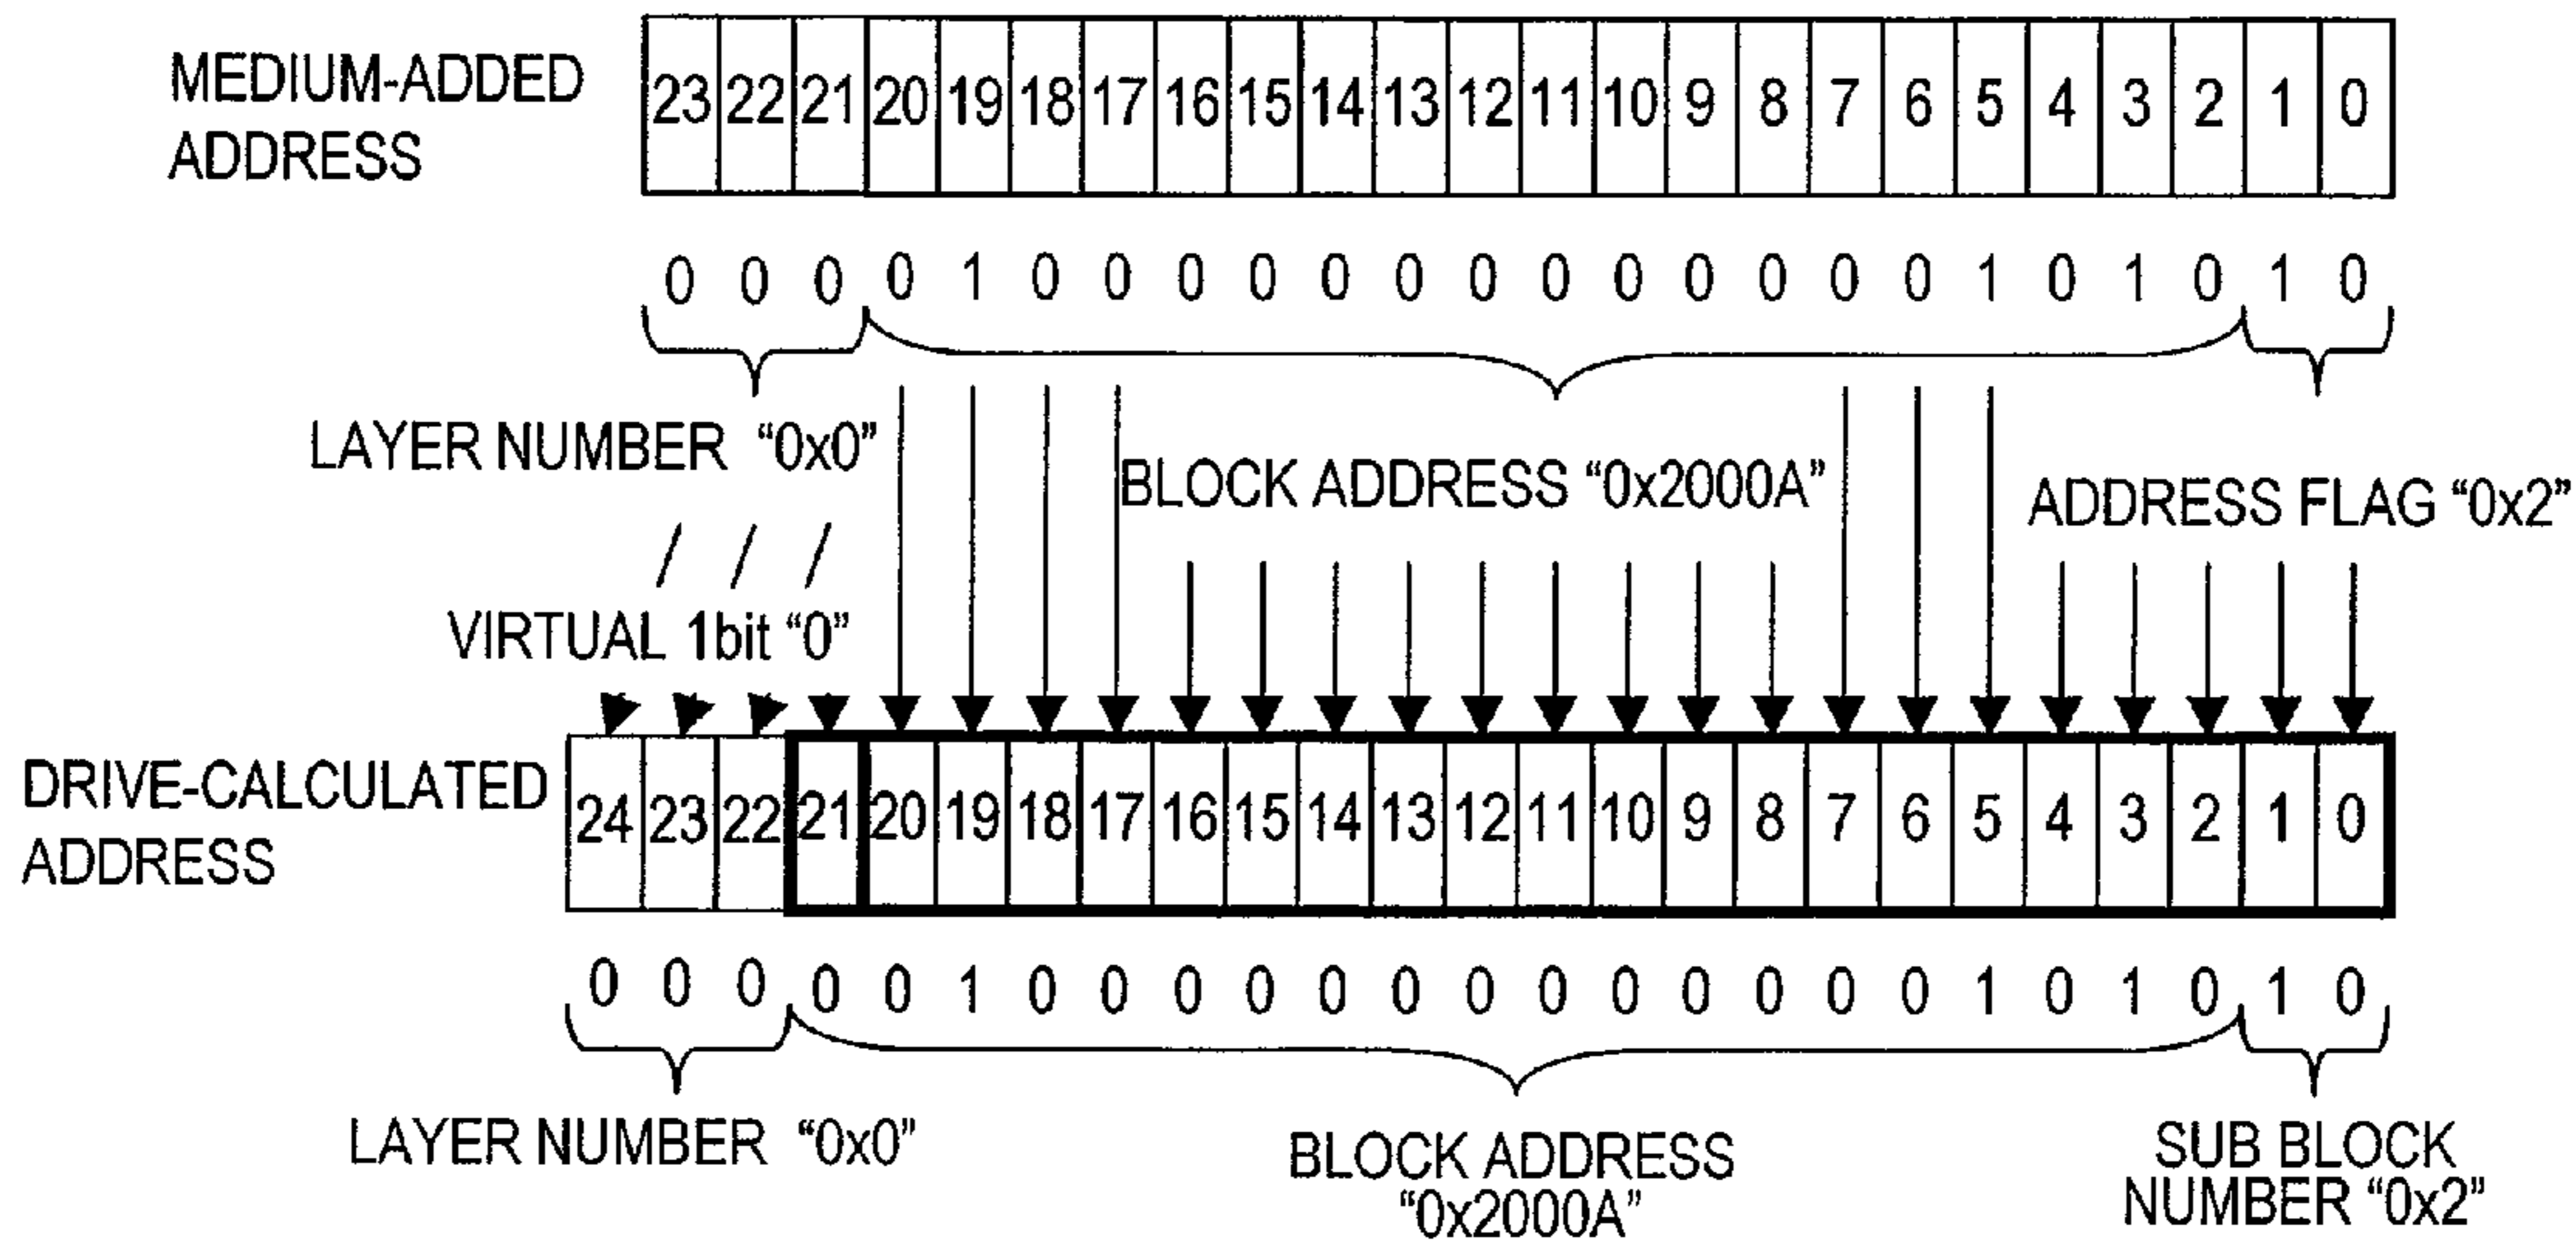 MEDIUM-ADDED
ADDRESS
23 22 21 20 19 18 17 16 15 14 13 12 11 10 9 8 7 6 5 4 3 2 1 0
0 0 0 0 1 0 0 0 0 0 0 0 0 0 0 0 0 0 1 0 1 0 1 0
LAYER NUMBER “0x0”
BLOCK ADDRESS “0x2000A”
ADDRESS FLAG “0x2”
VIRTUAL 1bit “0”
DRIVE-CALCULATED
ADDRESS
24 23 22 21 20 19 18 17 16 15 14 13 12 11 10 9 8 7 6 5 4 3 2 1 0
0 0 0 0 0 1 0 0 0 0 0 0 0 0 0 0 0 0 0 1 0 1 0 1 0
LAYER NUMBER “0x0”
BLOCK ADDRESS
“0x2000A”
SUB BLOCK
NUMBER “0x2”